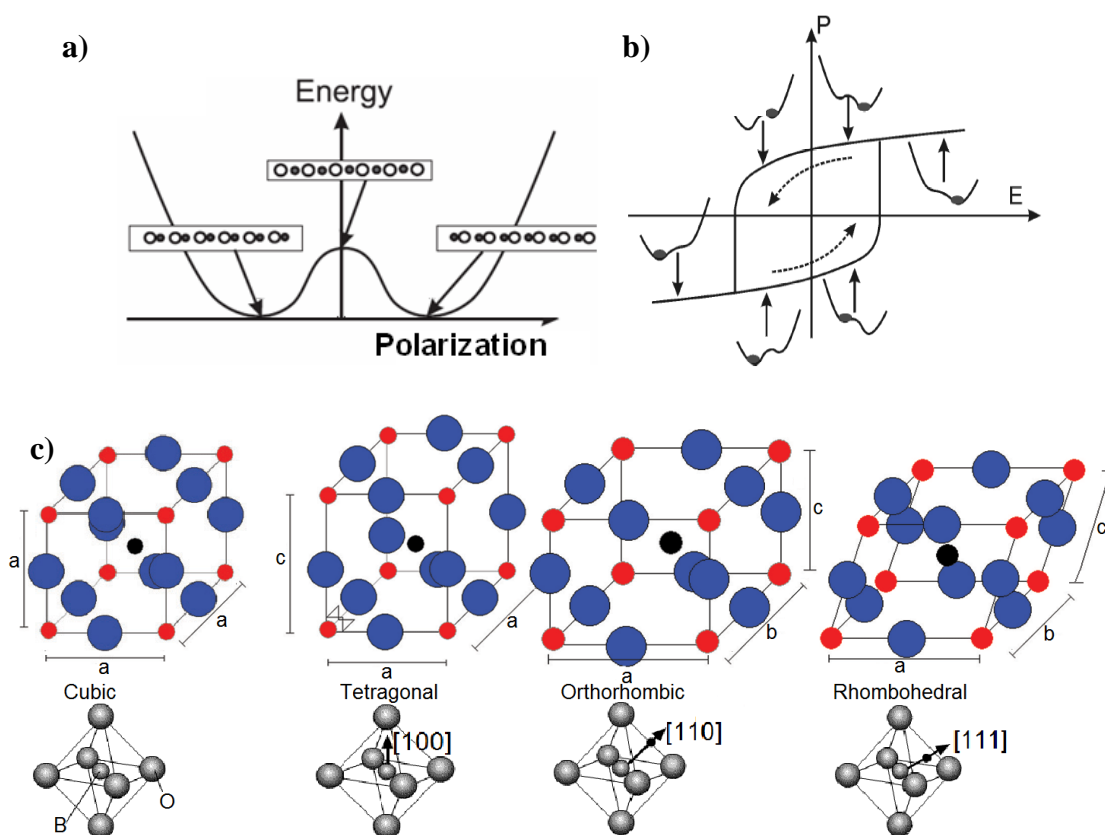 a)
Energy
Polarization
b)
P
E
c)
a
a
a
Cubic
c
a
a
Tetragonal
c
b
a
Orthorhombic
c
b
a
Rhombohedral
B
O
[100]
[110]
[111]